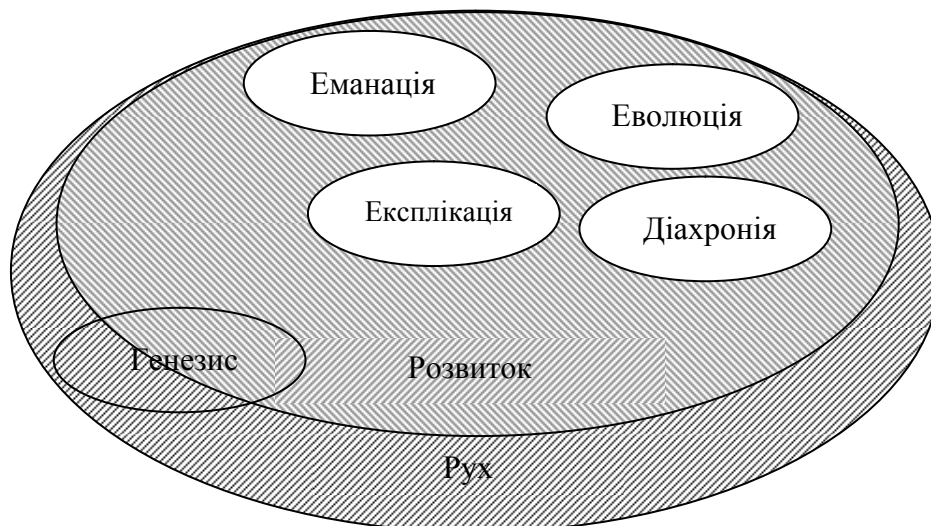 Еманація
Еволюція
Експлікація
Діахронія
Генезис
Розвиток
Рух